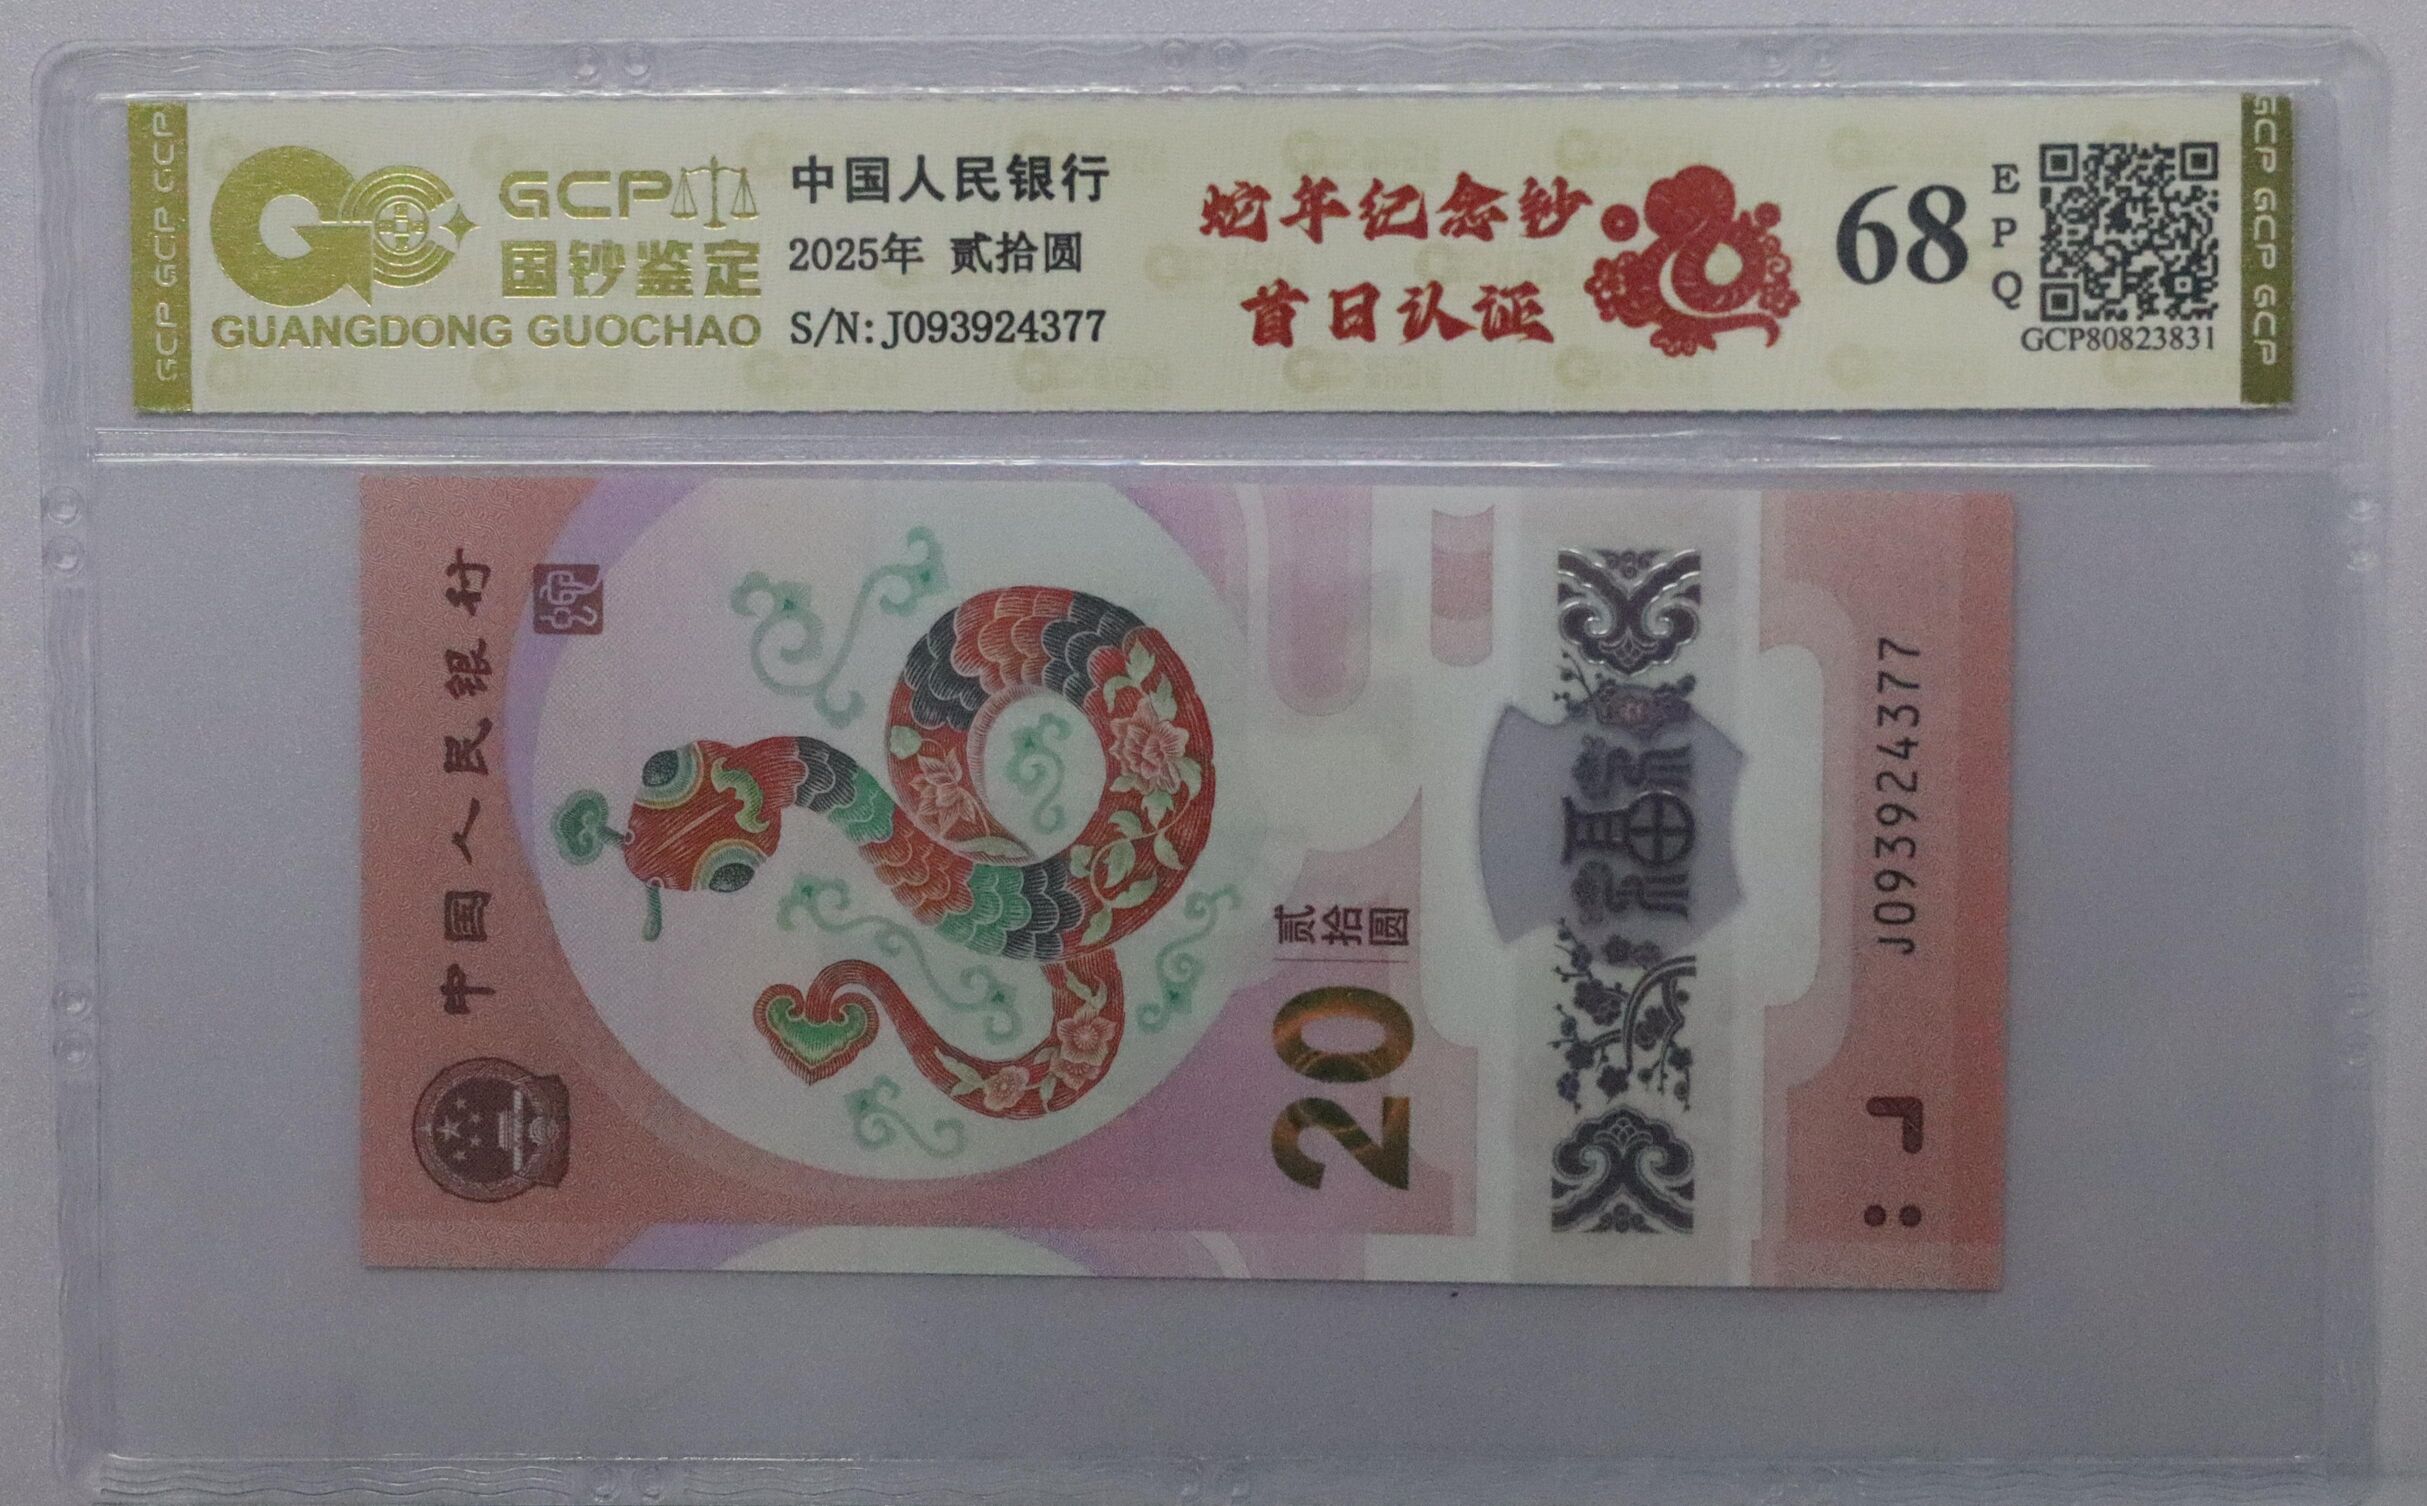 GCP GCP GCP
GCP
国钞鉴定
GUANGDONG GUOCHAO
中国人民银行
2025年 贰拾圆
S/N:J093924377
蛇年纪念钞
首日认证
68
EPQ
GCP80823831
GCP GCP GCP
中国人民银行
20
贰拾圆
福
J093924377